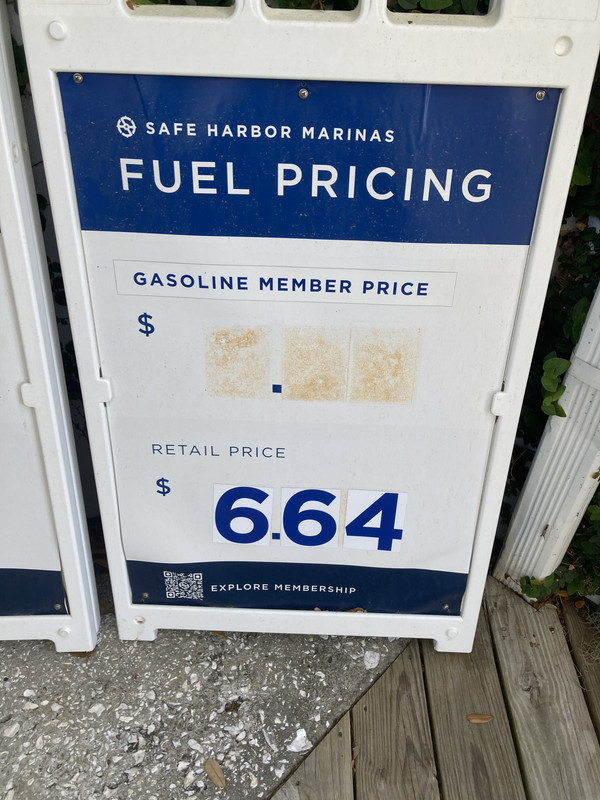 SAFE HARBOR MARINAS
FUEL PRICING
GASOLINE MEMBER PRICE
$ .
RETAIL PRICE
$ 6.64
EXPLORE MEMBERSHIP